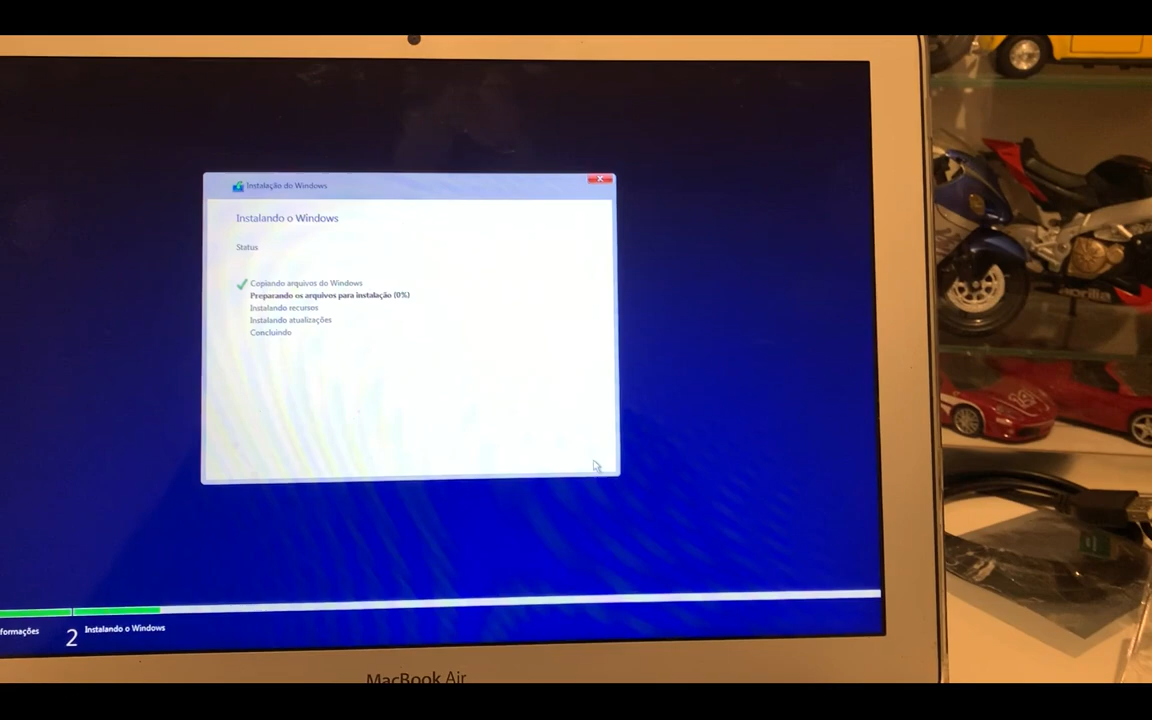 Instalação do Windows
Instalando o Windows
Status
Copiando arquivos do Windows
Preparando os arquivos para instalação (0%)
Instalando recursos
Instalando atualizações
Concluindo
formações
2 Instalando o Windows
MacBook Air
aprilia